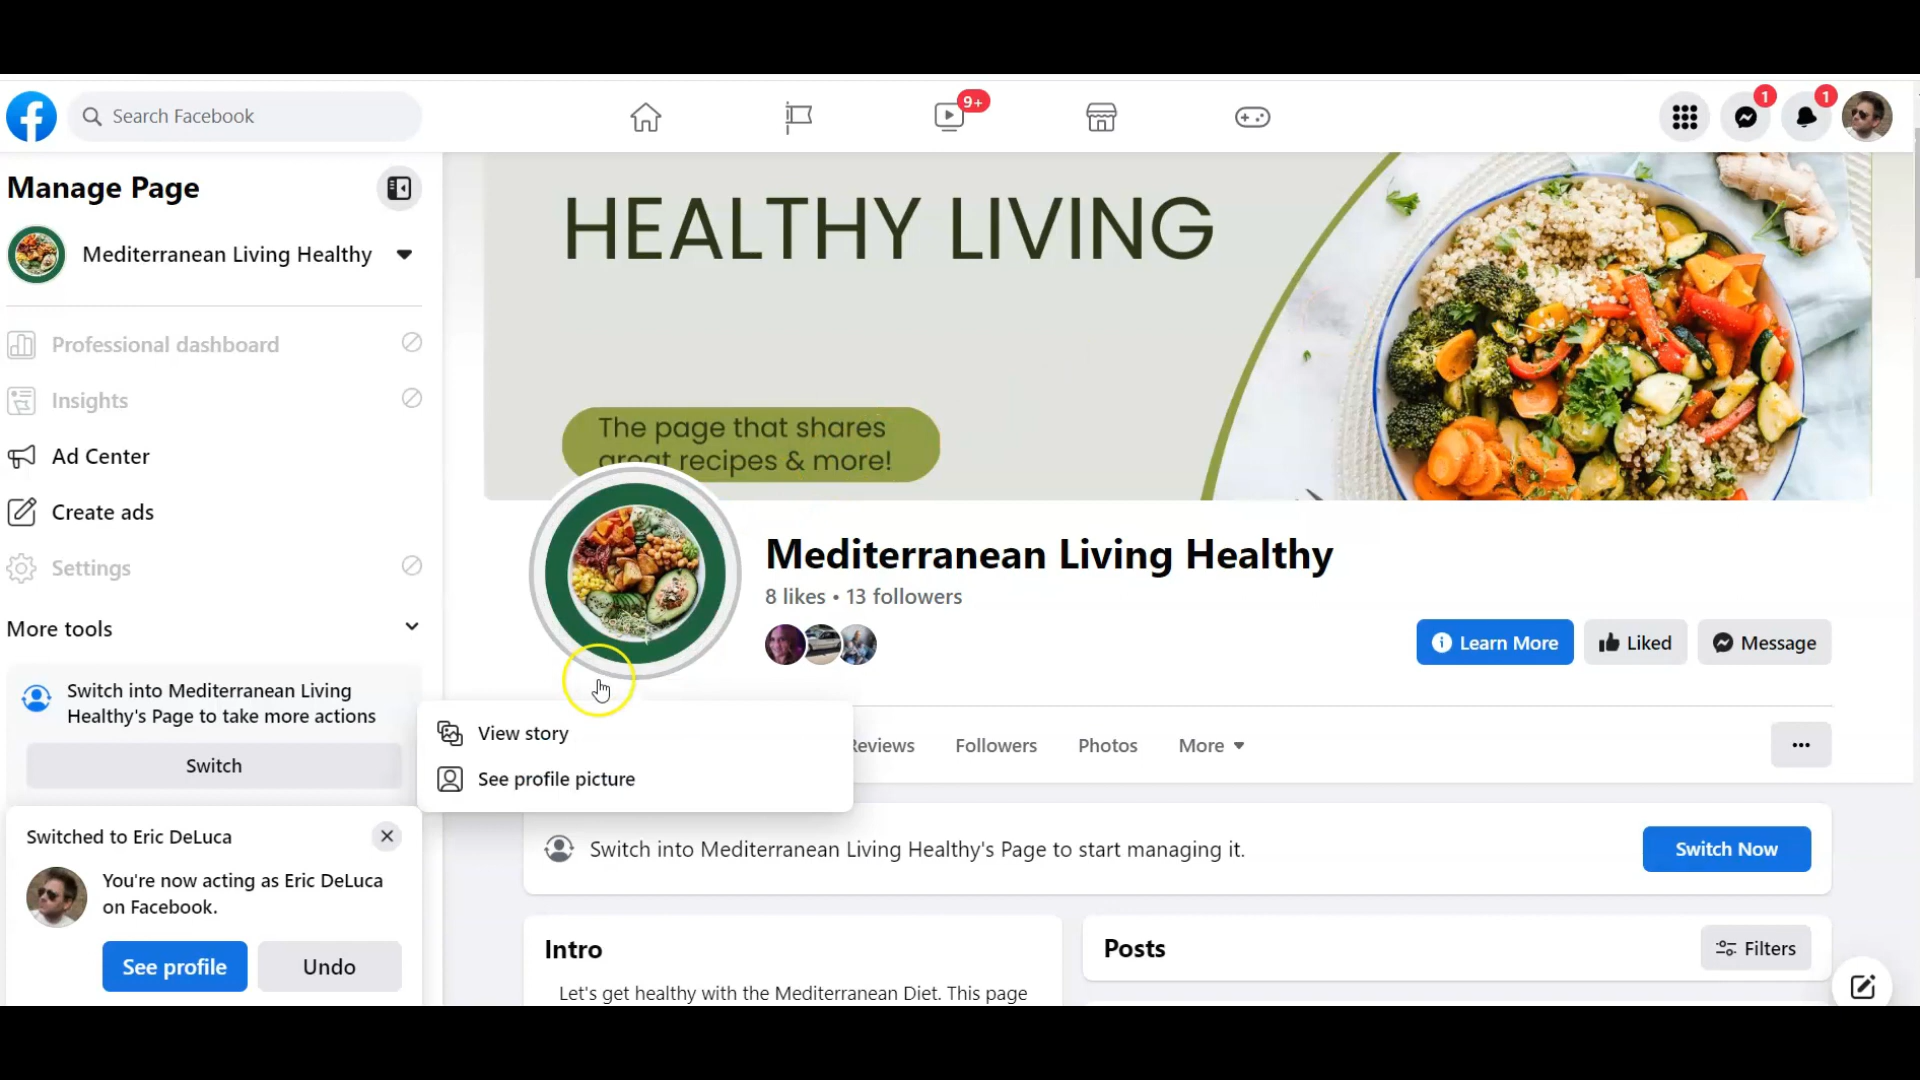 Search Facebook
9+
1
1
Manage Page
Mediterranean Living Healthy
Professional dashboard
Insights
Ad Center
Create ads
Settings
More tools
Switch into Mediterranean Living
Healthy's Page to take more actions
Switch
Switched to Eric DeLuca
You're now acting as Eric DeLuca
on Facebook.
See profile
Undo
HEALTHY LIVING
The page that shares
great recipes & more!
Mediterranean Living Healthy
8 likes • 13 followers
Learn More
Liked
Message
View story
See profile picture
Reviews
Followers
Photos
More
Switch into Mediterranean Living Healthy's Page to start managing it.
Switch Now
Intro
Let's get healthy with the Mediterranean Diet. This page
Posts
Filters